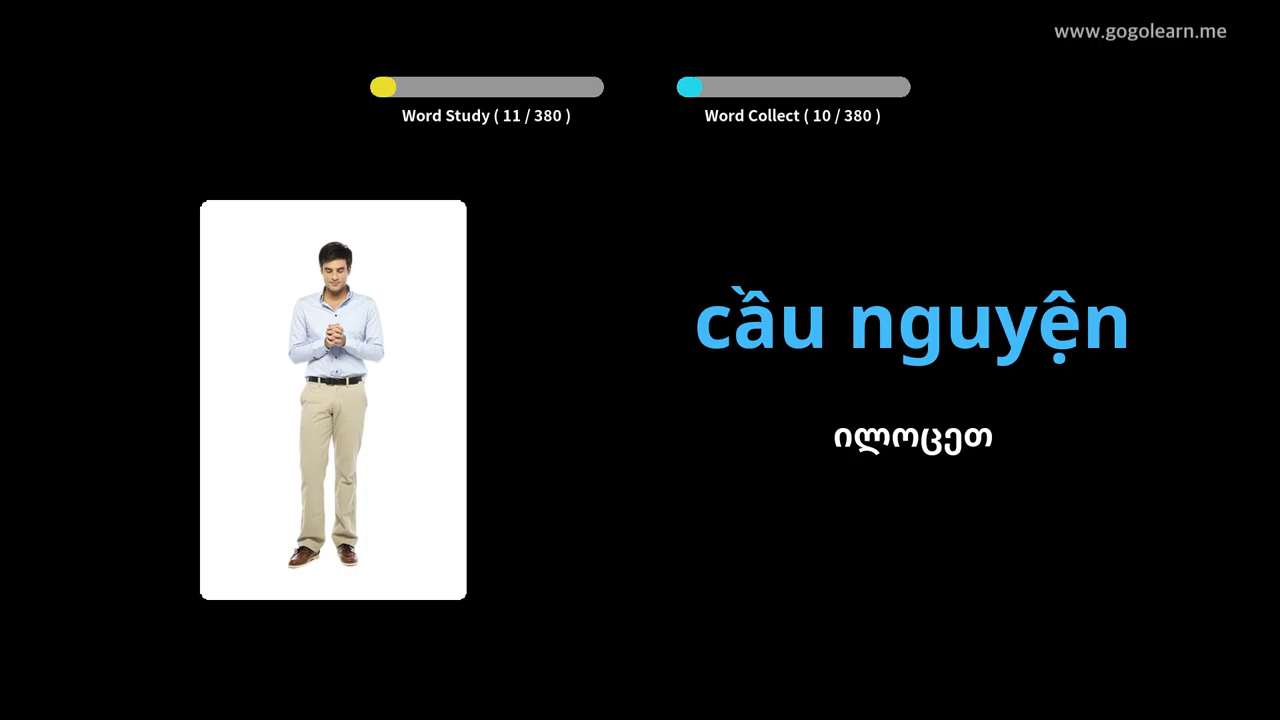 www.gogolearn.me
Word Study ( 11 / 380 )
Word Collect ( 10 / 380 )
cầu nguyện
ილოცეთ